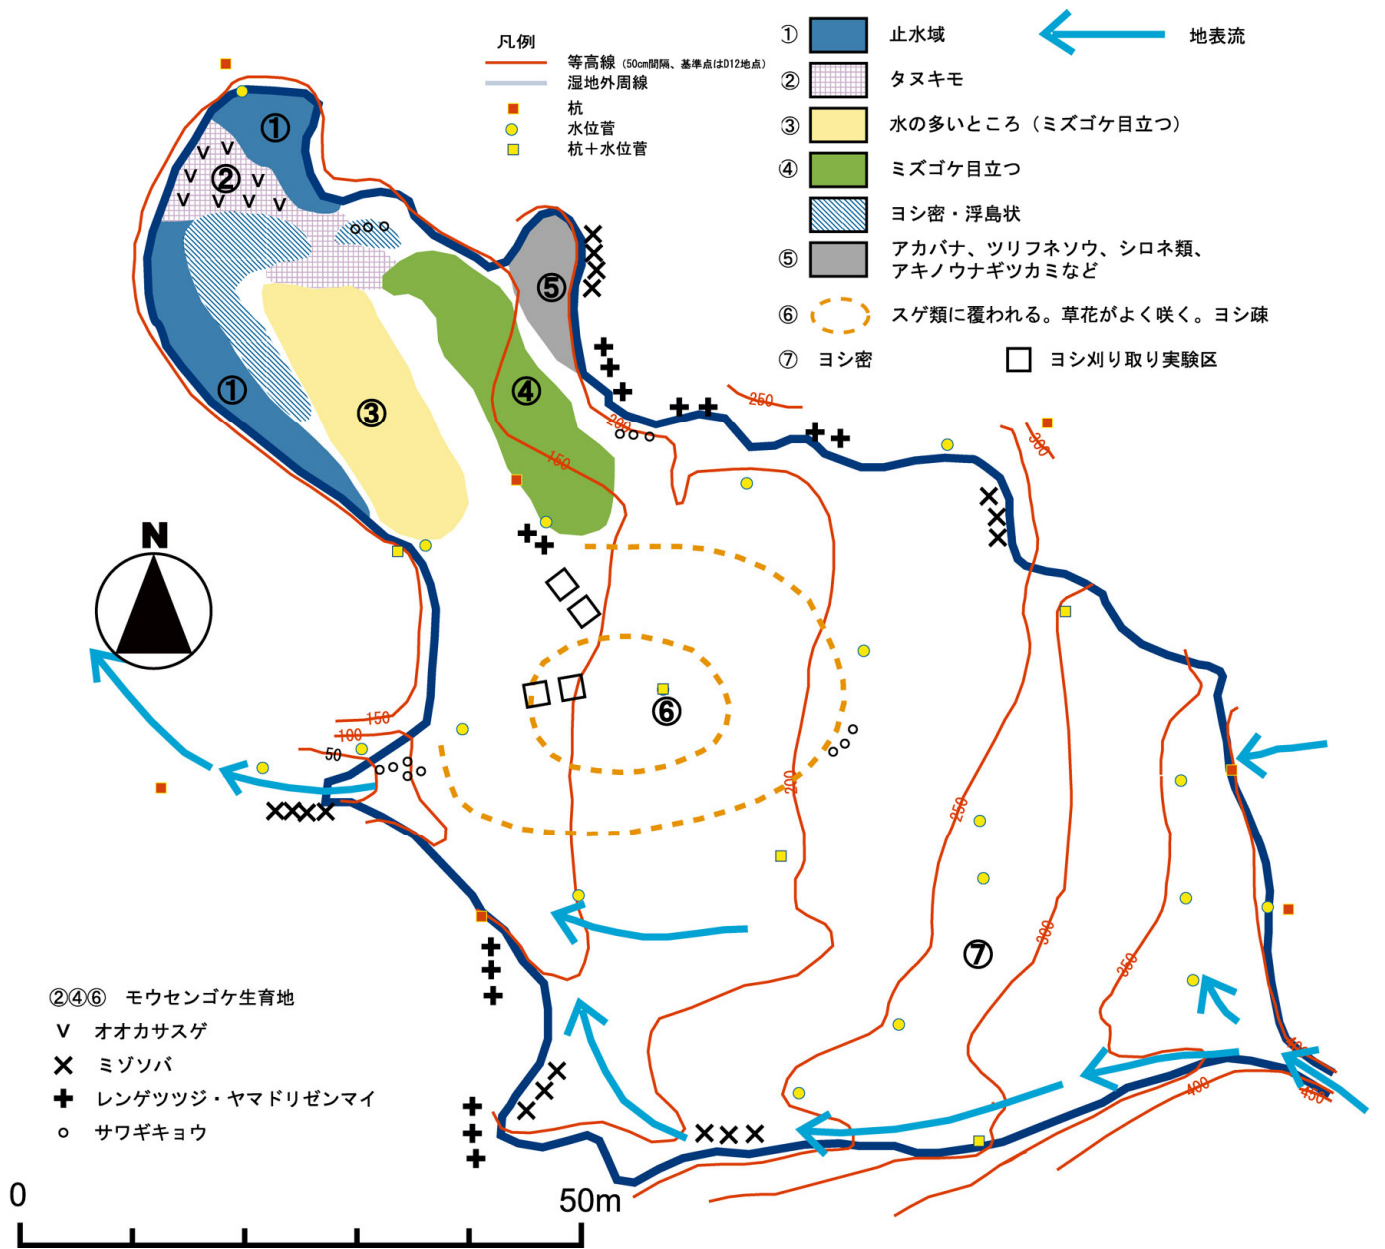 凡例
等高線（50cm間隔、基準点はD12地点）
湿地外周線
杭
水位菅
杭＋水位菅
① 止水域
地表流
② タヌキモ
③ 水の多いところ（ミズゴケ目立つ）
④ ミズゴケ目立つ
ヨシ密・浮島状
⑤ アカバナ、ツリフネソウ、シロネ類、
アキノウナギツカミなど
⑥ スゲ類に覆われる。草花がよく咲く。ヨシ疎
⑦ ヨシ密
ヨシ刈り取り実験区
①
②
⑤
①
③
④
250
200
300
150
N
⑥
150
100
50
200
250
300
350
⑦
②④⑥ モウセンゴケ生育地
オオカサスゲ
ミゾソバ
レンゲツツジ・ヤマドリゼンマイ
サワギキョウ
400
400
450
0
50m